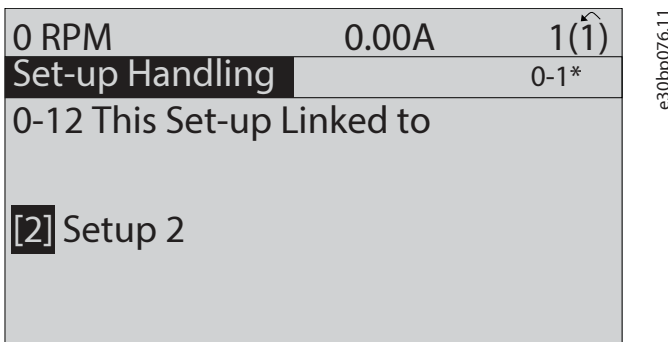 0 RPM 0.00A 1(1)
Set-up Handling 0-1*
0-12 This Set-up Linked to
[2] Setup 2
e30bp076.11